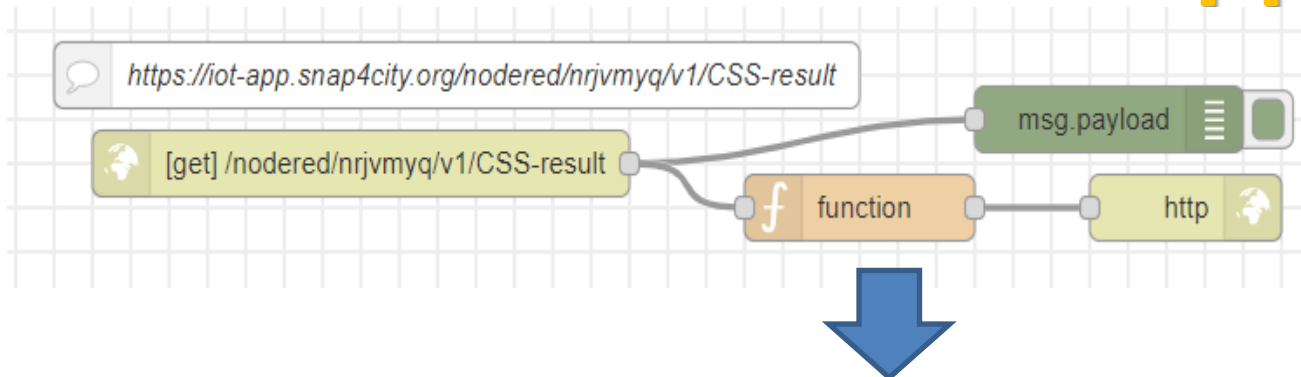 https://iot-app.snap4city.org/nodered/nrjvmyq/v1/CSS-result
msg.payload
[get] /nodered/nrjvmyq/v1/CSS-result
function
http